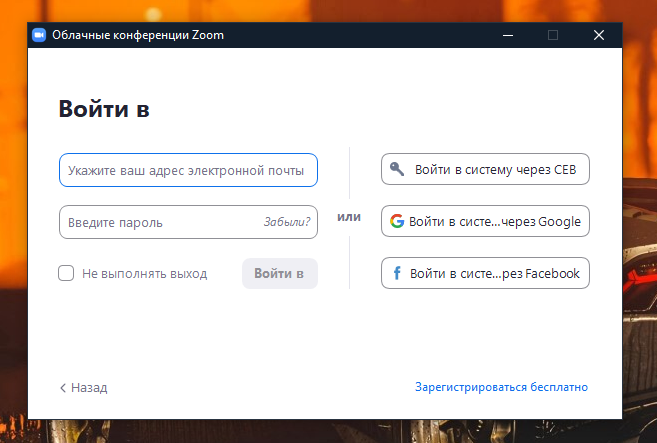 Облачные конференции Zoom
Войти в
Укажите ваш адрес электронной почты
Введите пароль
Забыли?
Не выполнять выход
Войти в
или
Войти в систему через СЕВ
Войти в систе...через Google
Войти в систе...рез Facebook
Назад
Зарегистрироваться бесплатно